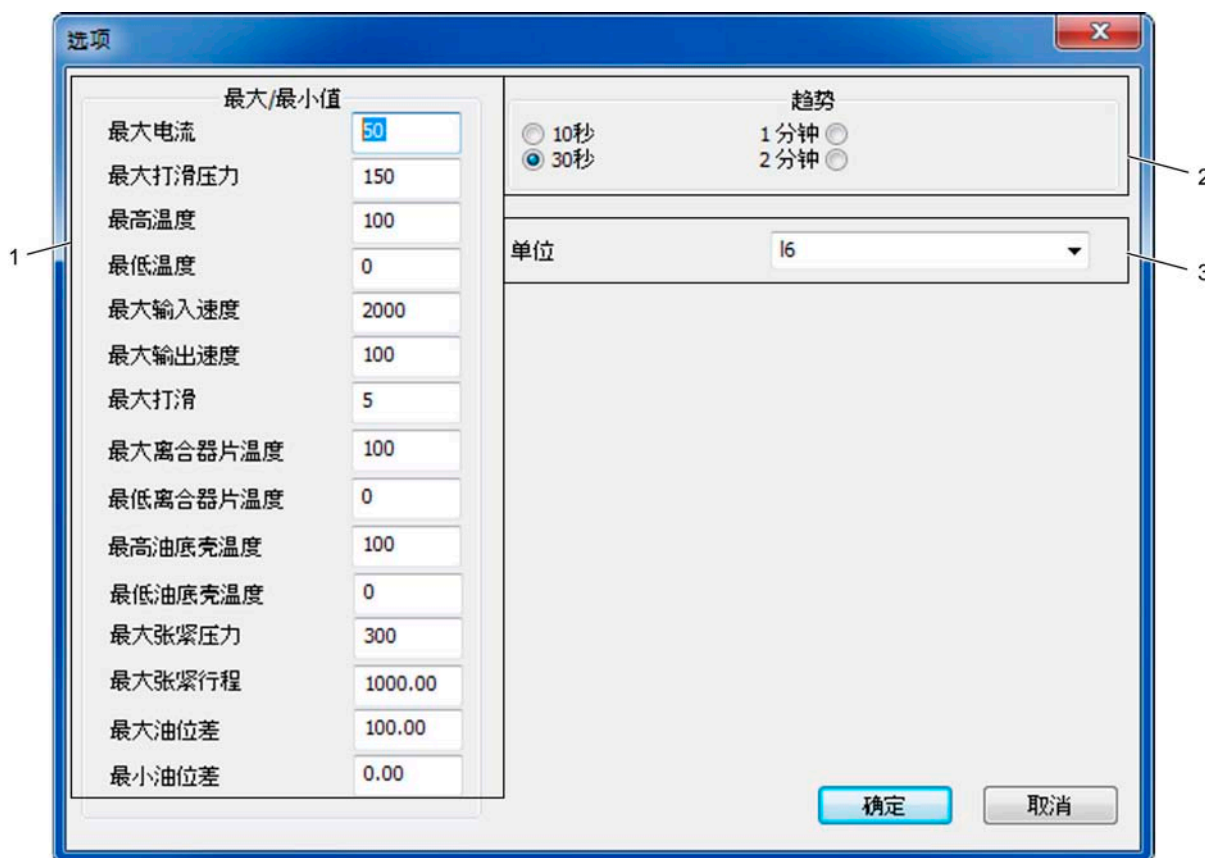 选项
最大/最小值
最大电流 50
最大打滑压力 150
最高温度 100
最低温度 0
最大输入速度 2000
最大输出速度 100
最大打滑 5
最大离合器片温度 100
最低离合器片温度 0
最高油底壳温度 100
最低油底壳温度 0
最大张紧压力 300
最大张紧行程 1000.00
最大油位差 100.00
最小油位差 0.00
1
趋势
10秒 1分钟
30秒 2分钟
2
单位 l6
3
确定 取消